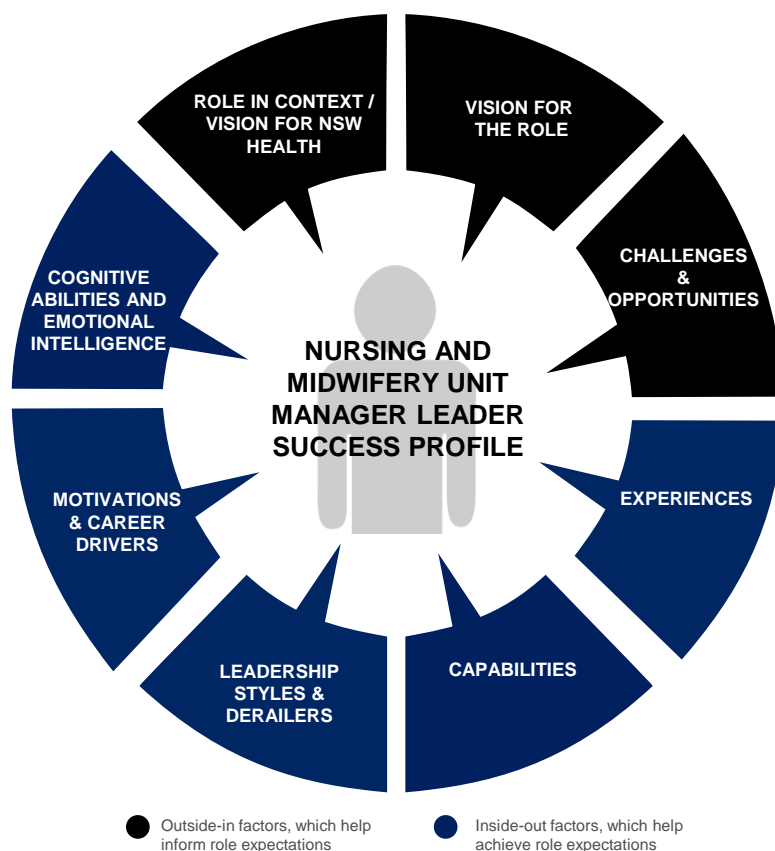 ROLE IN CONTEXT /
VISION FOR NSW
HEALTH
VISION FOR
THE ROLE
CHALLENGES
&
OPPORTUNITIES
EXPERIENCES
CAPABILITIES
LEADERSHIP
STYLES &
DERAILERS
MOTIVATIONS
& CAREER
DRIVERS
COGNITIVE
ABILITIES AND
EMOTIONAL
INTELLIGENCE
NURSING AND
MIDWIFERY UNIT
MANAGER LEADER
SUCCESS PROFILE
Outside-in factors, which help
inform role expectations
Inside-out factors, which help
achieve role expectations